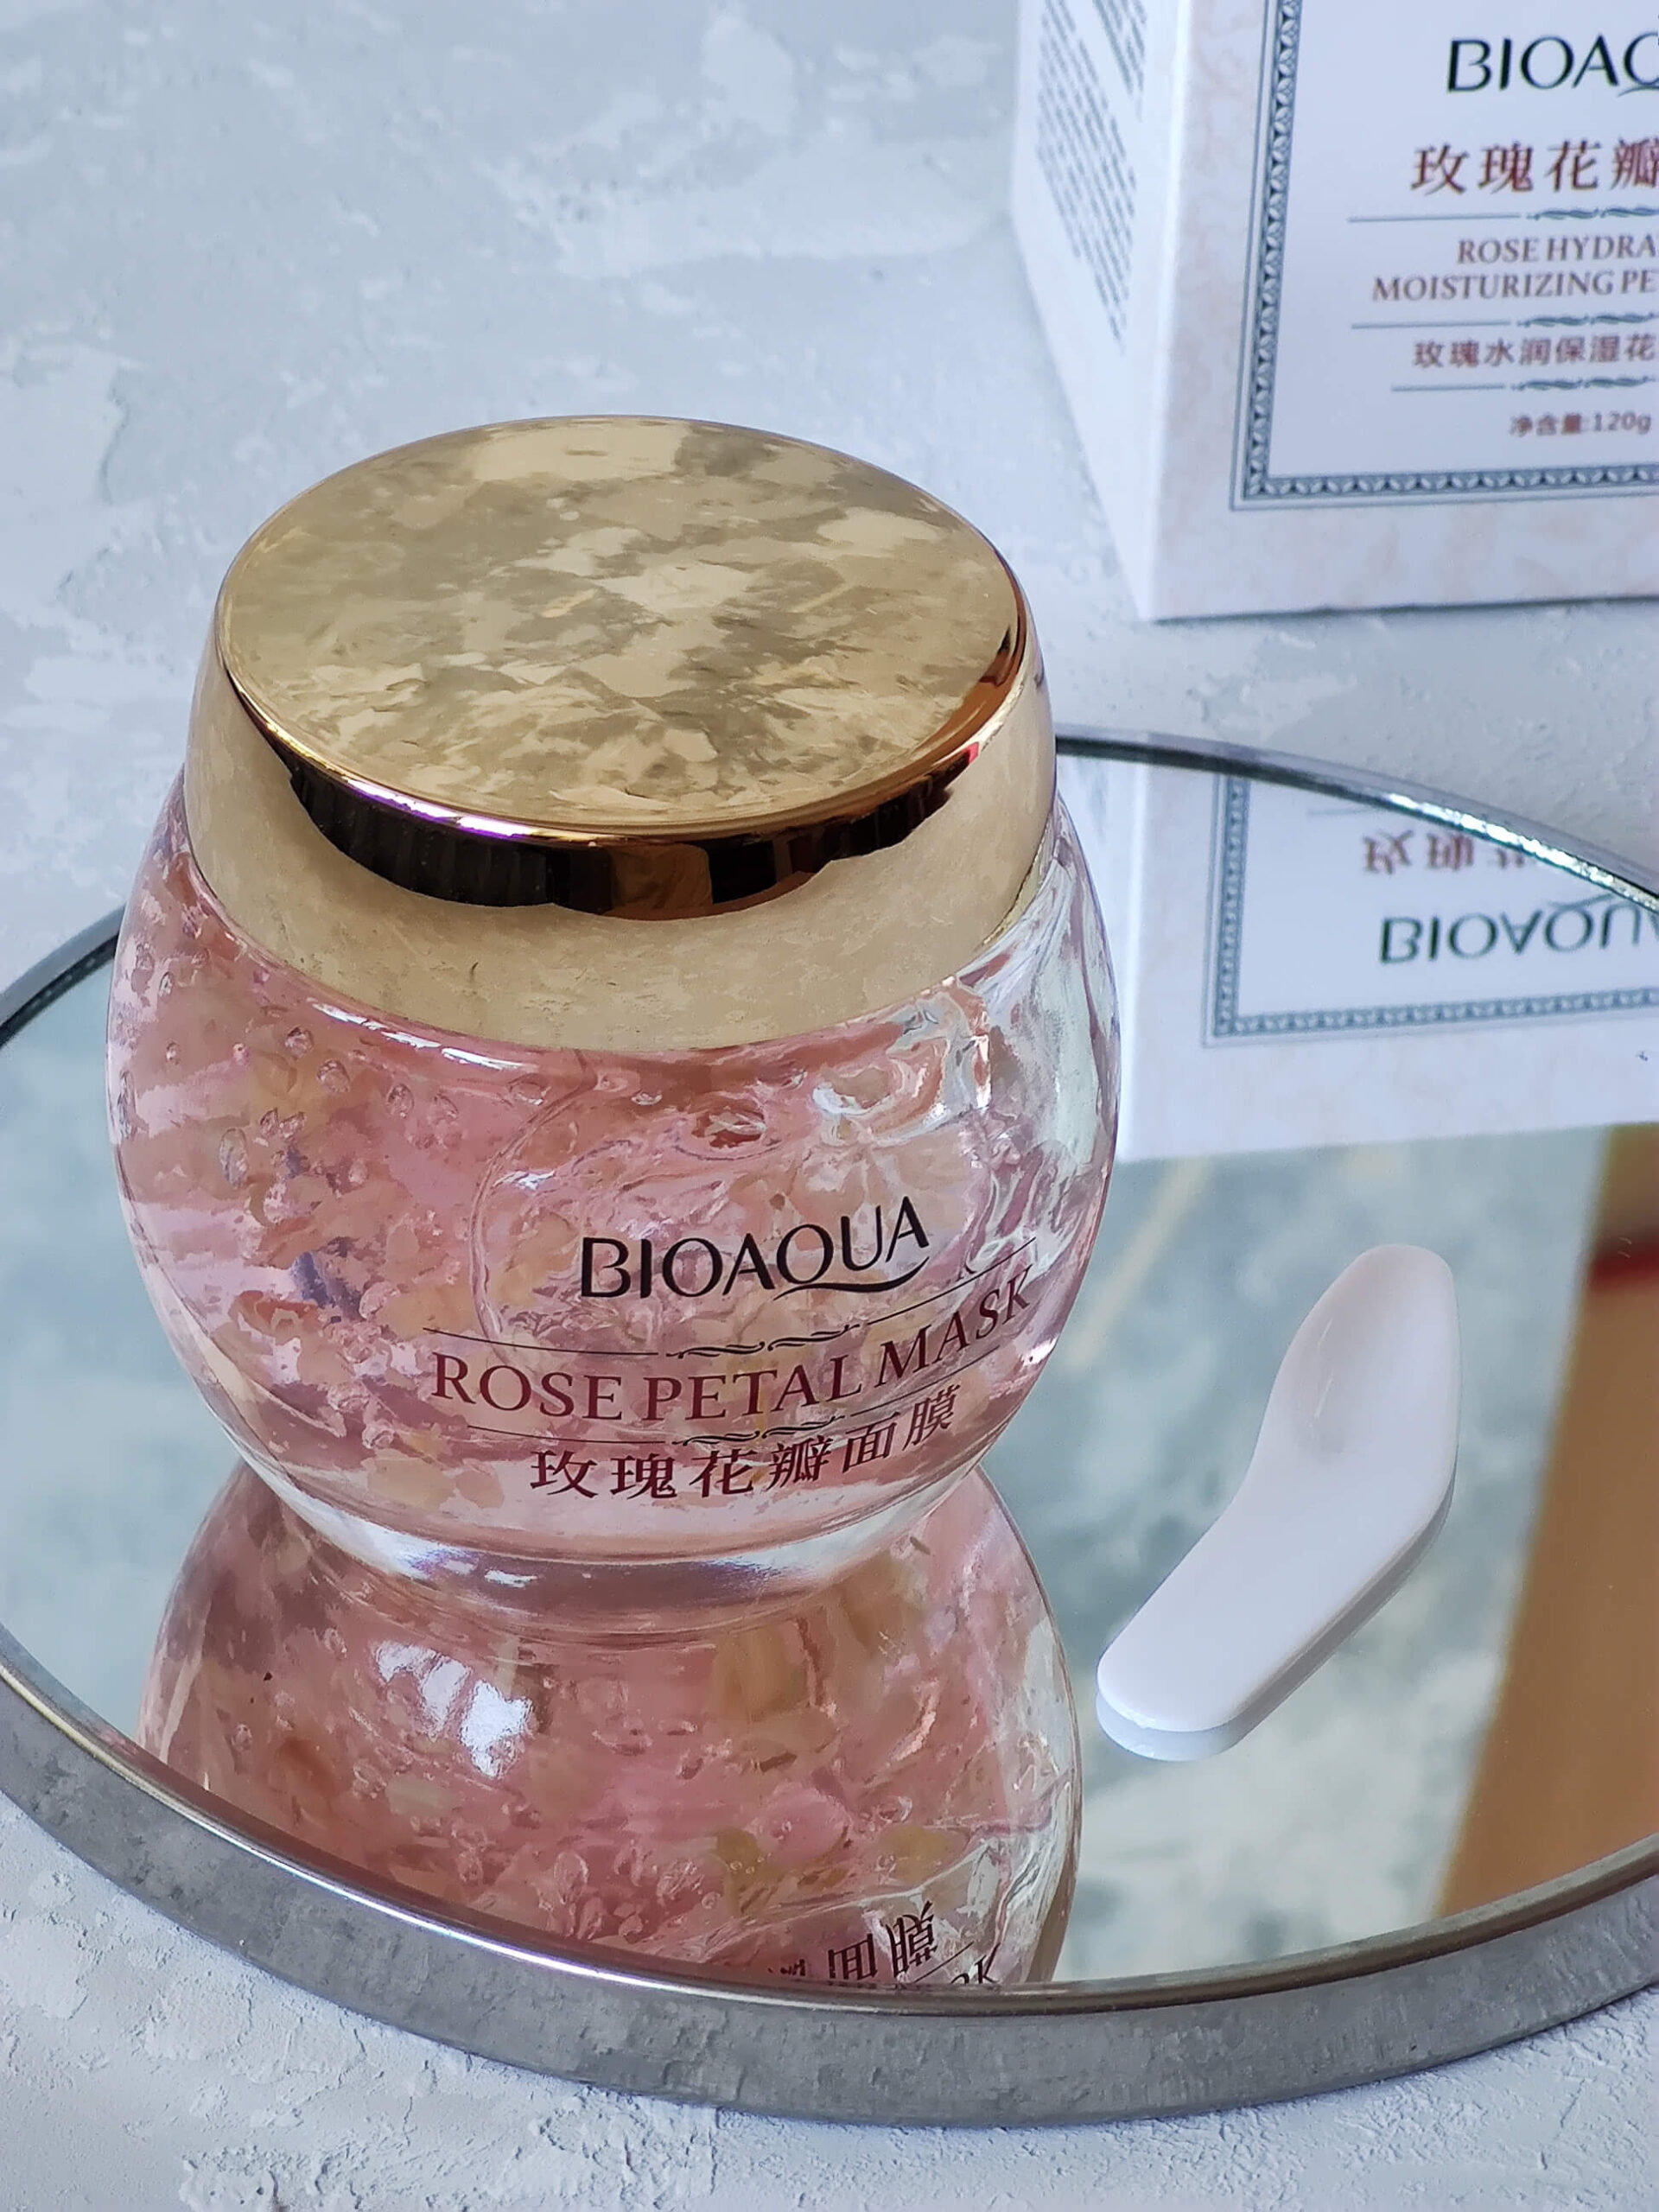 BIOAQ
玫瑰花瓣
ROSE HYDRA
MOISTURIZING PE
玫瑰水润保湿花
净含量:120g
BIOAQUA
ROSE PETAL MASK
玫瑰花瓣面膜